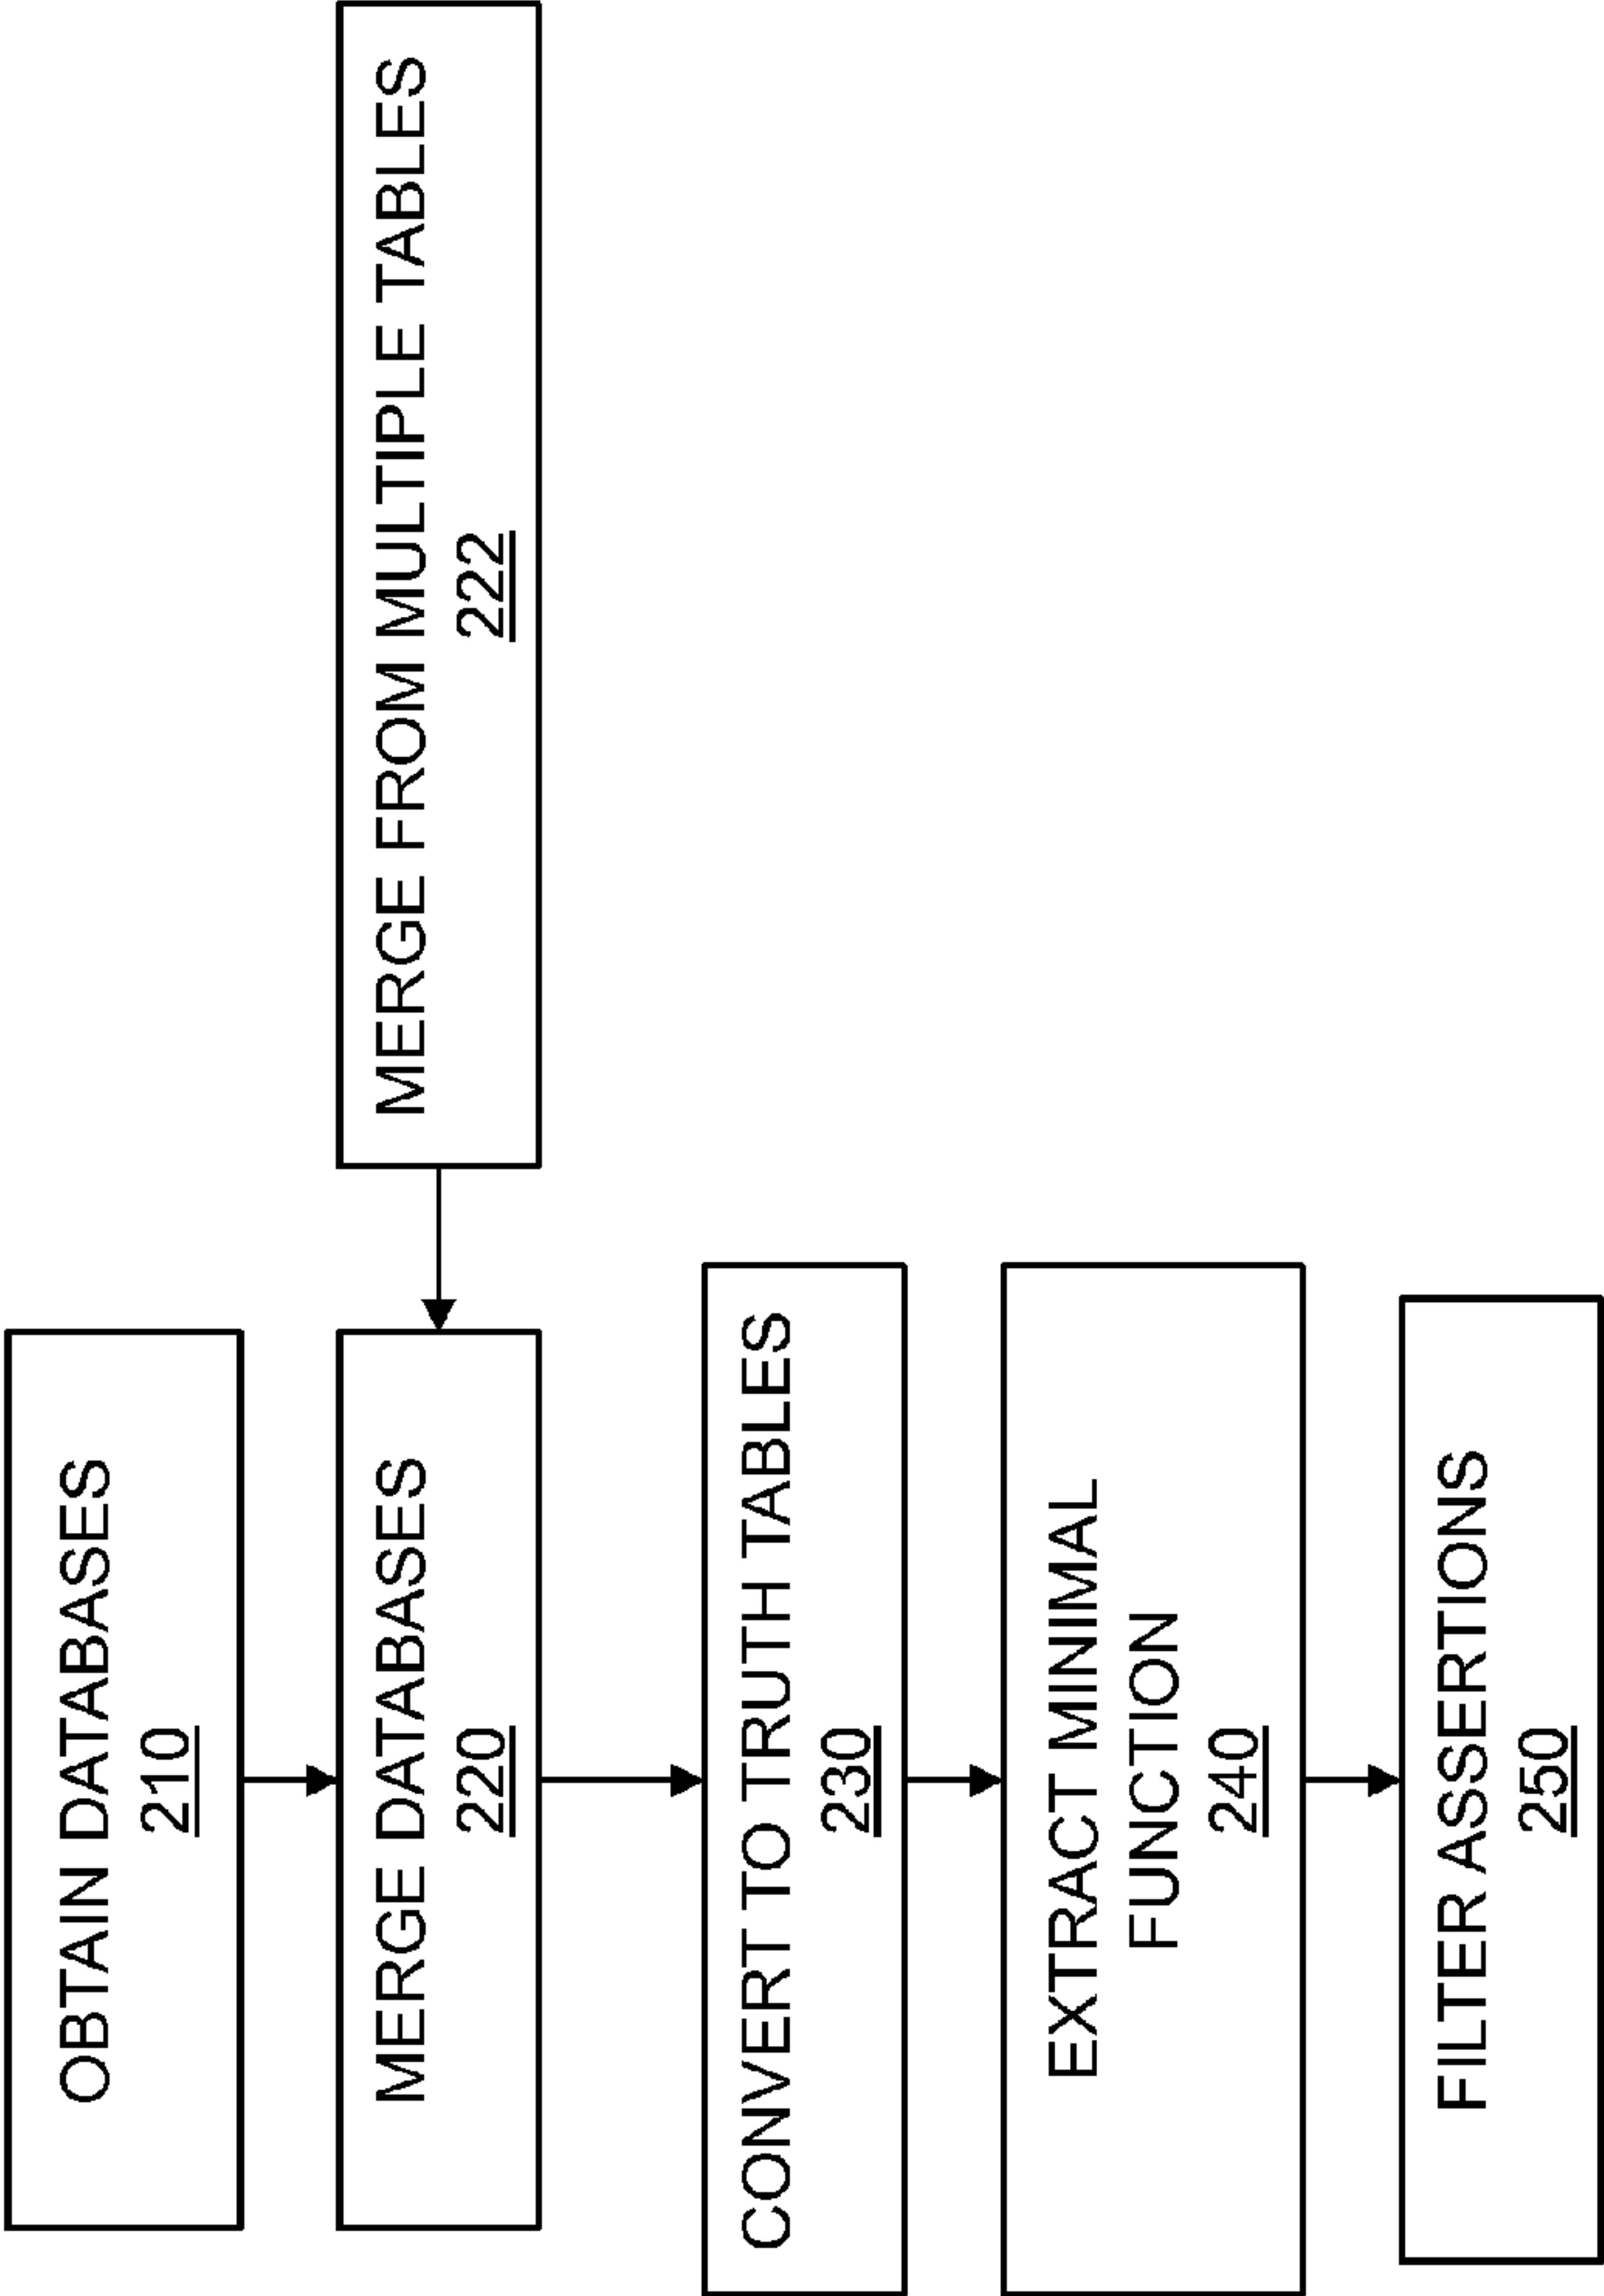 OBTAIN DATABASES
210
MERGE DATABASES
220
MERGE FROM MULTIPLE TABLES
222
CONVERT TO TRUTH TABLES
230
EXTRACT MINIMAL
FUNCTION
240
FILTER ASSERTIONS
250